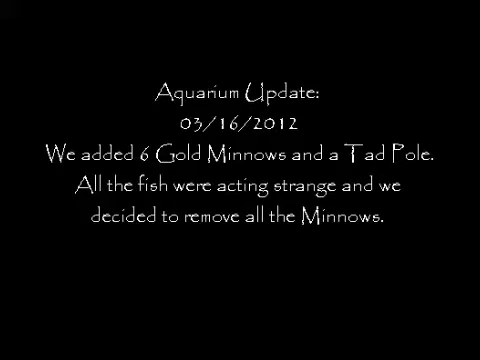 Aquarium Update:
03/16/2012
We added 6 Gold Minnows and a Tad Pole.
All the fish were acting strange and we
decided to remove all the Minnows.